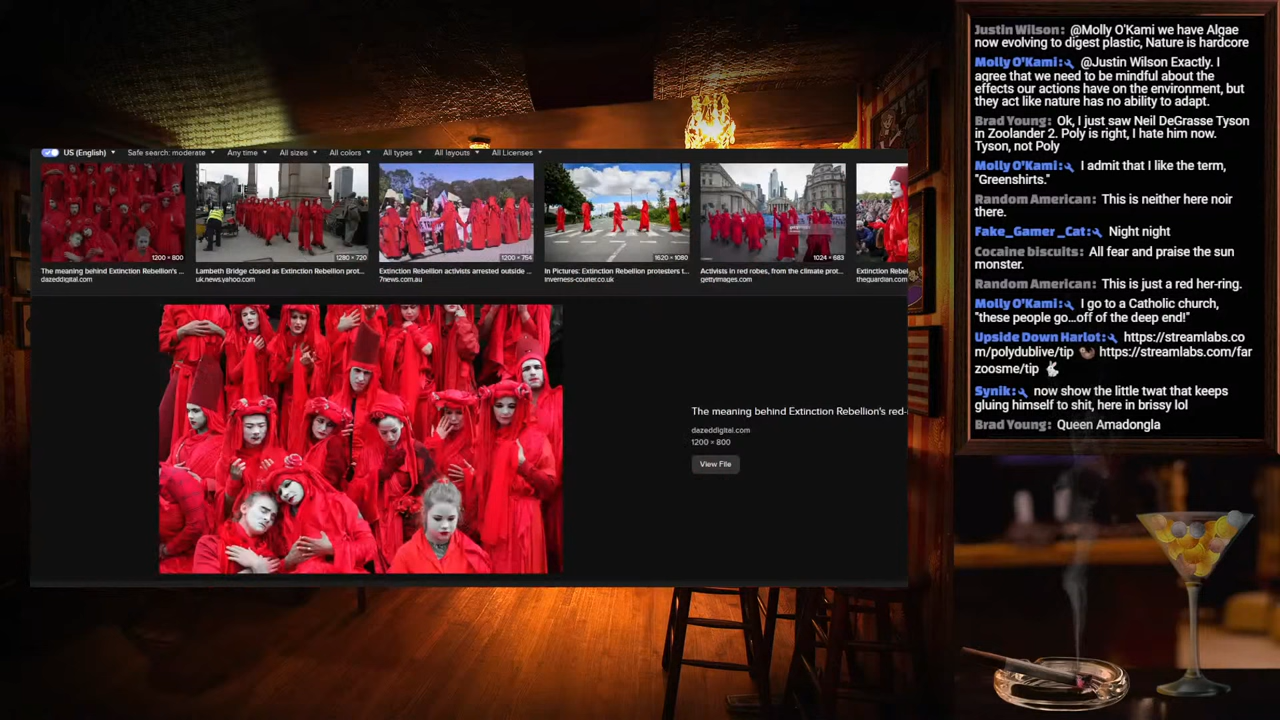 US (English)
Safe search: moderate
Any time
All sizes
All colors
All types
All layouts
All Licenses
1200 × 800
The meaning behind Extinction Rebellion's ...
dazeddigital.com
1280 × 720
Lambeth Bridge closed as Extinction Rebellion prot...
uk.news.yahoo.com
1200 × 754
Extinction Rebellion activists arrested outside ...
7news.com.au
1620 × 1080
In Pictures: Extinction Rebellion protesters t...
inverness-courier.co.uk
1024 × 683
Activists in red robes, from the climate prot...
gettyimages.com
Extinction Rebel
theguardian.com
The meaning behind Extinction Rebellion's red-
dazeddigital.com
1200 × 800
View File
Justin Wilson: @Molly O'Kami we have Algae
now evolving to digest plastic, Nature is hardcore
Molly O'Kami: @Justin Wilson Exactly. I
agree that we need to be mindful about the
effects our actions have on the environment, but
they act like nature has no ability to adapt.
Brad Young: Ok, I just saw Neil DeGrasse Tyson
in Zoolander 2. Poly is right, I hate him now.
Tyson, not Poly
Molly O'Kami: I admit that I like the term,
"Greenshirts."
Random American: This is neither here noir
there.
Fake_Gamer_Cat: Night night
Cocaine biscuits: All fear and praise the sun
monster.
Random American: This is just a red her-ring.
Molly O'Kami: I go to a Catholic church,
"these people go...off of the deep end!"
Upside Down Harlot: https://streamlabs.co
m/polydublive/tip https://streamlabs.com/far
zoosme/tip
Synik: now show the little twat that keeps
gluing himself to shit, here in brissy lol
Brad Young: Queen Amadongla